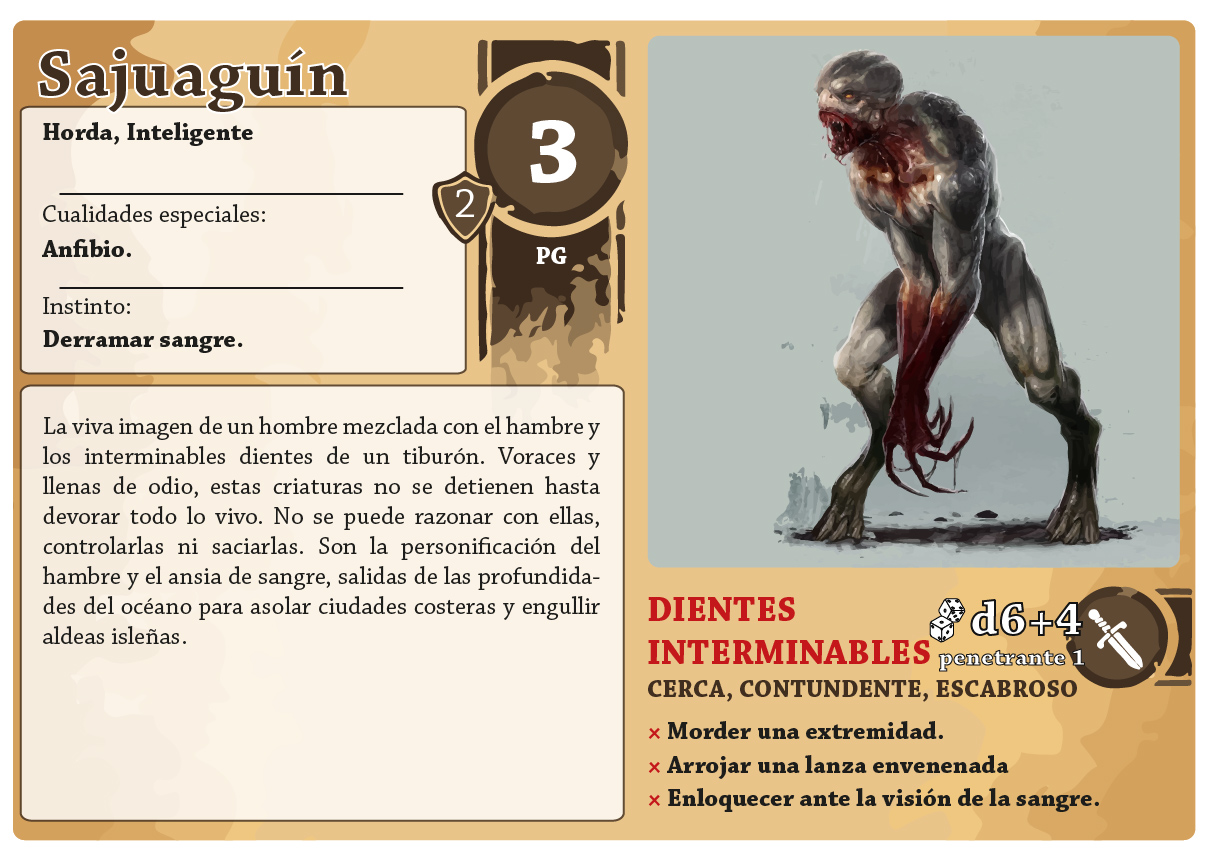 Sajuaguín
Horda, Inteligente
Cualidades especiales:
Anfibio.
Instinto:
Derramar sangre.
2
3
PG
La viva imagen de un hombre mezclada con el hambre y
los interminables dientes de un tiburón. Voraces y
llenas de odio, estas criaturas no se detienen hasta
devorar todo lo vivo. No se puede razonar con ellas,
controlarlas ni saciarlas. Son la personificación del
hambre y el ansia de sangre, salidas de las profundida-
des del océano para asolar ciudades costeras y engullir
aldeas isleñas.
DIENTES
INTERMINABLES
d6+4
penetrante 1
CERCA, CONTUNDENTE, ESCABROSO
× Morder una extremidad.
× Arrojar una lanza envenenada
× Enloquecer ante la visión de la sangre.